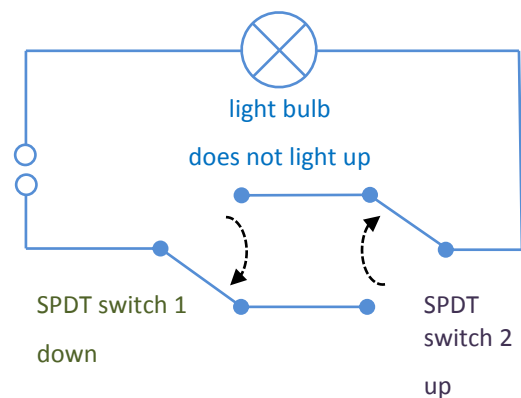 light bulb
does not light up
SPDT switch 1
down
SPDT
switch 2
up